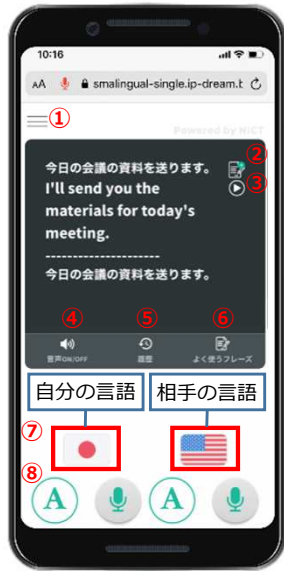 10:16
AA smalingual-single.ip-dream.t
①
Powered by NICT
今日の会議の資料を送ります。 ②
I'll send you the ③
materials for today's
meeting.
---------------------
今日の会議の資料を送ります。
④ ⑤ ⑥
音声ON/OFF 履歴 よく使うフレーズ
自分の言語 相手の言語
⑦
⑧
A A